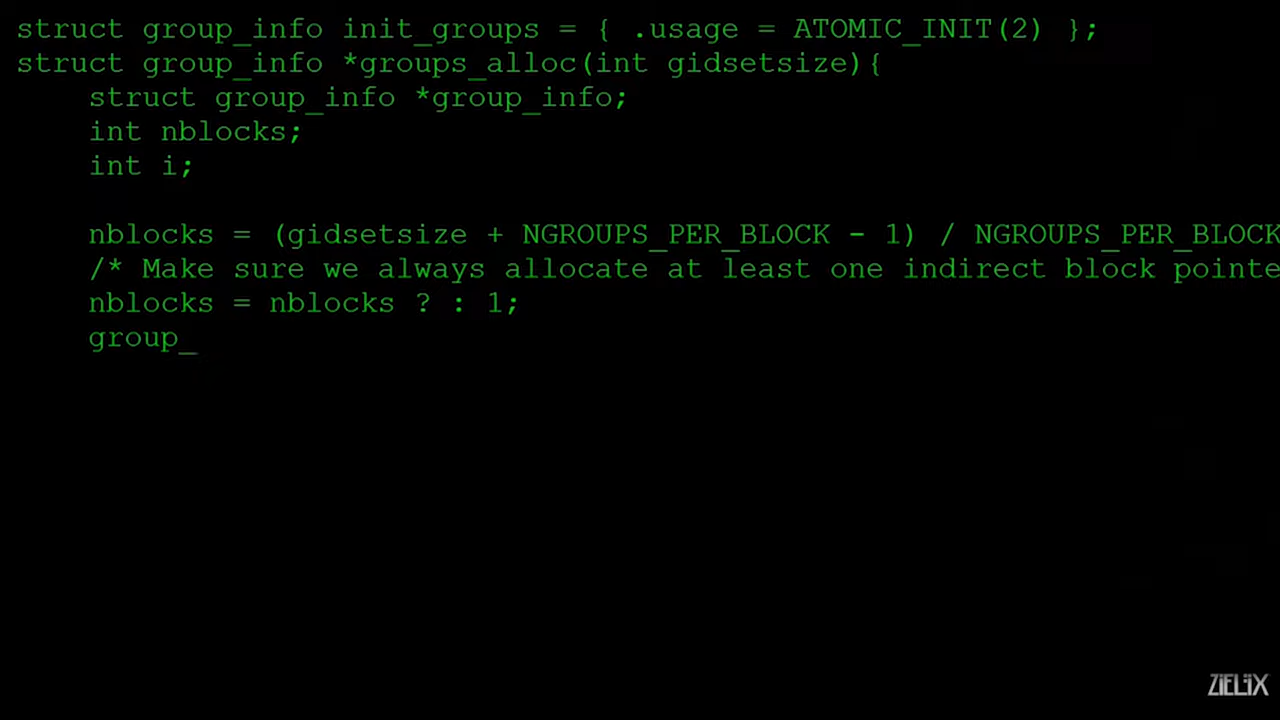 struct group_info init_groups = { .usage = ATOMIC_INIT(2) };
struct group_info *groups_alloc(int gidsetsize){
    struct group_info *group_info;
    int nblocks;
    int i;

    nblocks = (gidsetsize + NGROUPS_PER_BLOCK - 1) / NGROUPS_PER_BLOCK
    /* Make sure we always allocate at least one indirect block pointe
    nblocks = nblocks ? : 1;
    group_
ZIELIX